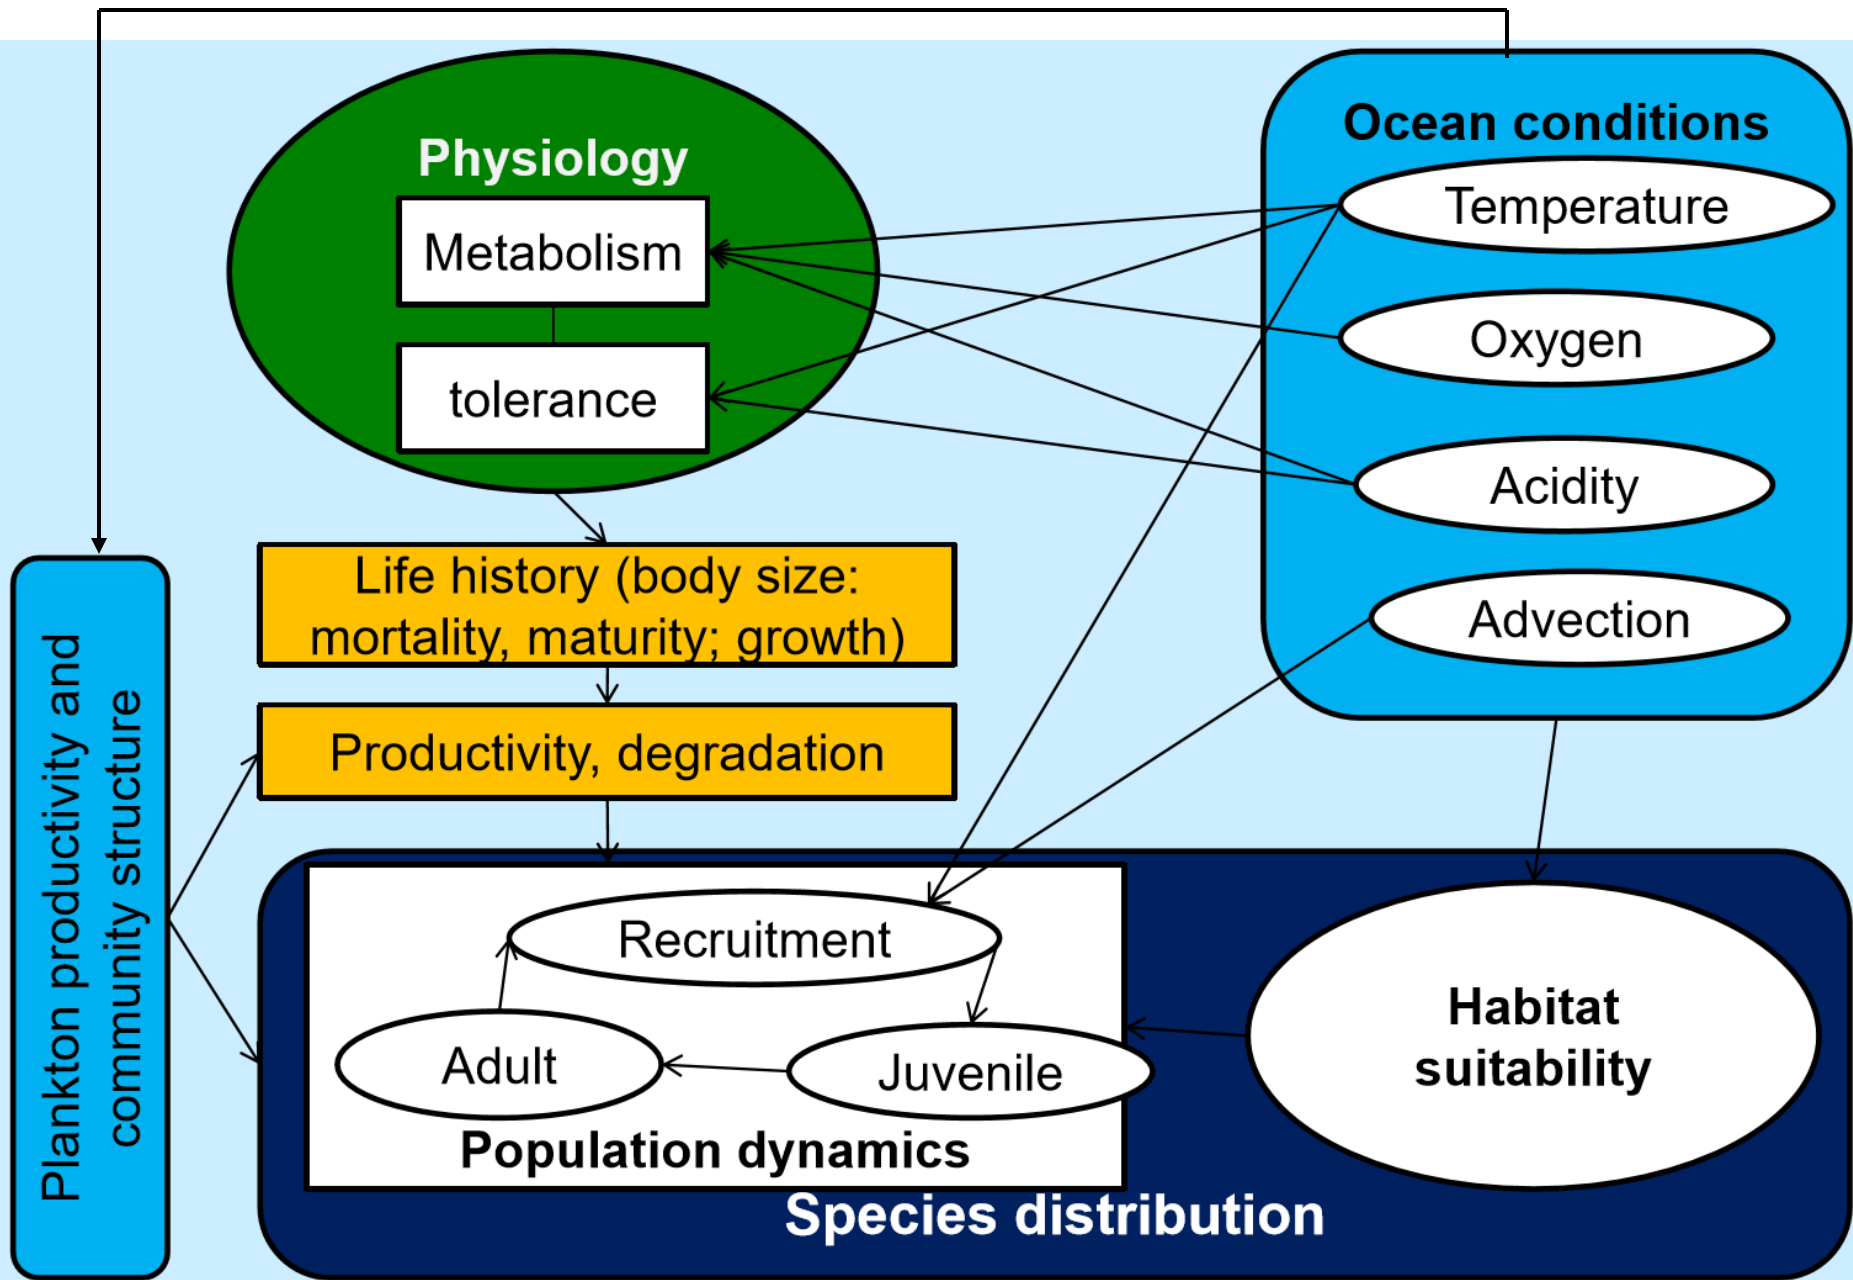 Physiology
Metabolism
tolerance
Ocean conditions
Temperature
Oxygen
Acidity
Advection
Life history (body size:
mortality, maturity; growth)
Productivity, degradation
Plankton productivity and
community structure
Recruitment
Adult
Juvenile
Population dynamics
Habitat
suitability
Species distribution